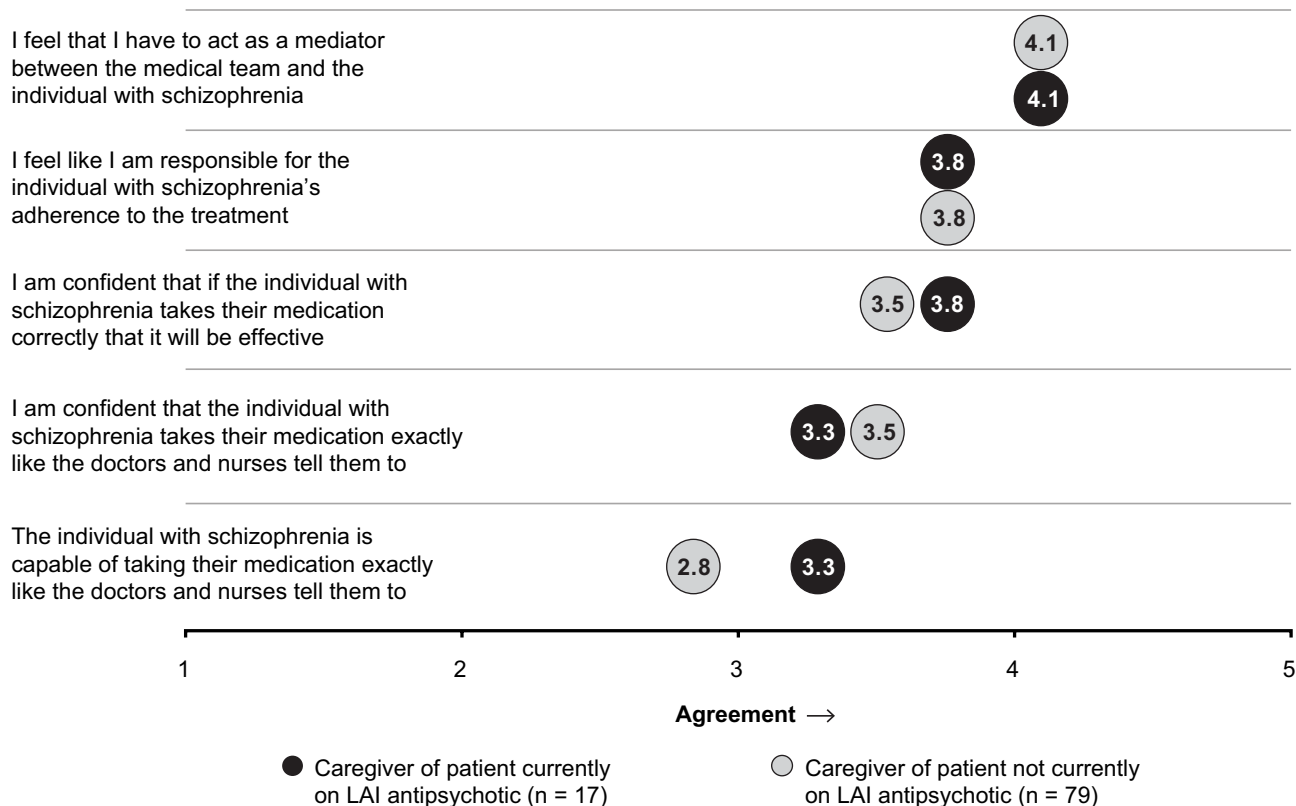 I feel that I have to act as a mediator
between the medical team and the
individual with schizophrenia
4.1
4.1
I feel like I am responsible for the
individual with schizophrenia’s
adherence to the treatment
3.8
3.8
I am confident that if the individual with
schizophrenia takes their medication
correctly that it will be effective
3.5 3.8
I am confident that the individual with
schizophrenia takes their medication exactly
like the doctors and nurses tell them to
3.3 3.5
The individual with schizophrenia is
capable of taking their medication exactly
like the doctors and nurses tell them to
2.8 3.3
1 2 3 4 5
Agreement →
Caregiver of patient currently
on LAI antipsychotic (n = 17)
Caregiver of patient not currently
on LAI antipsychotic (n = 79)